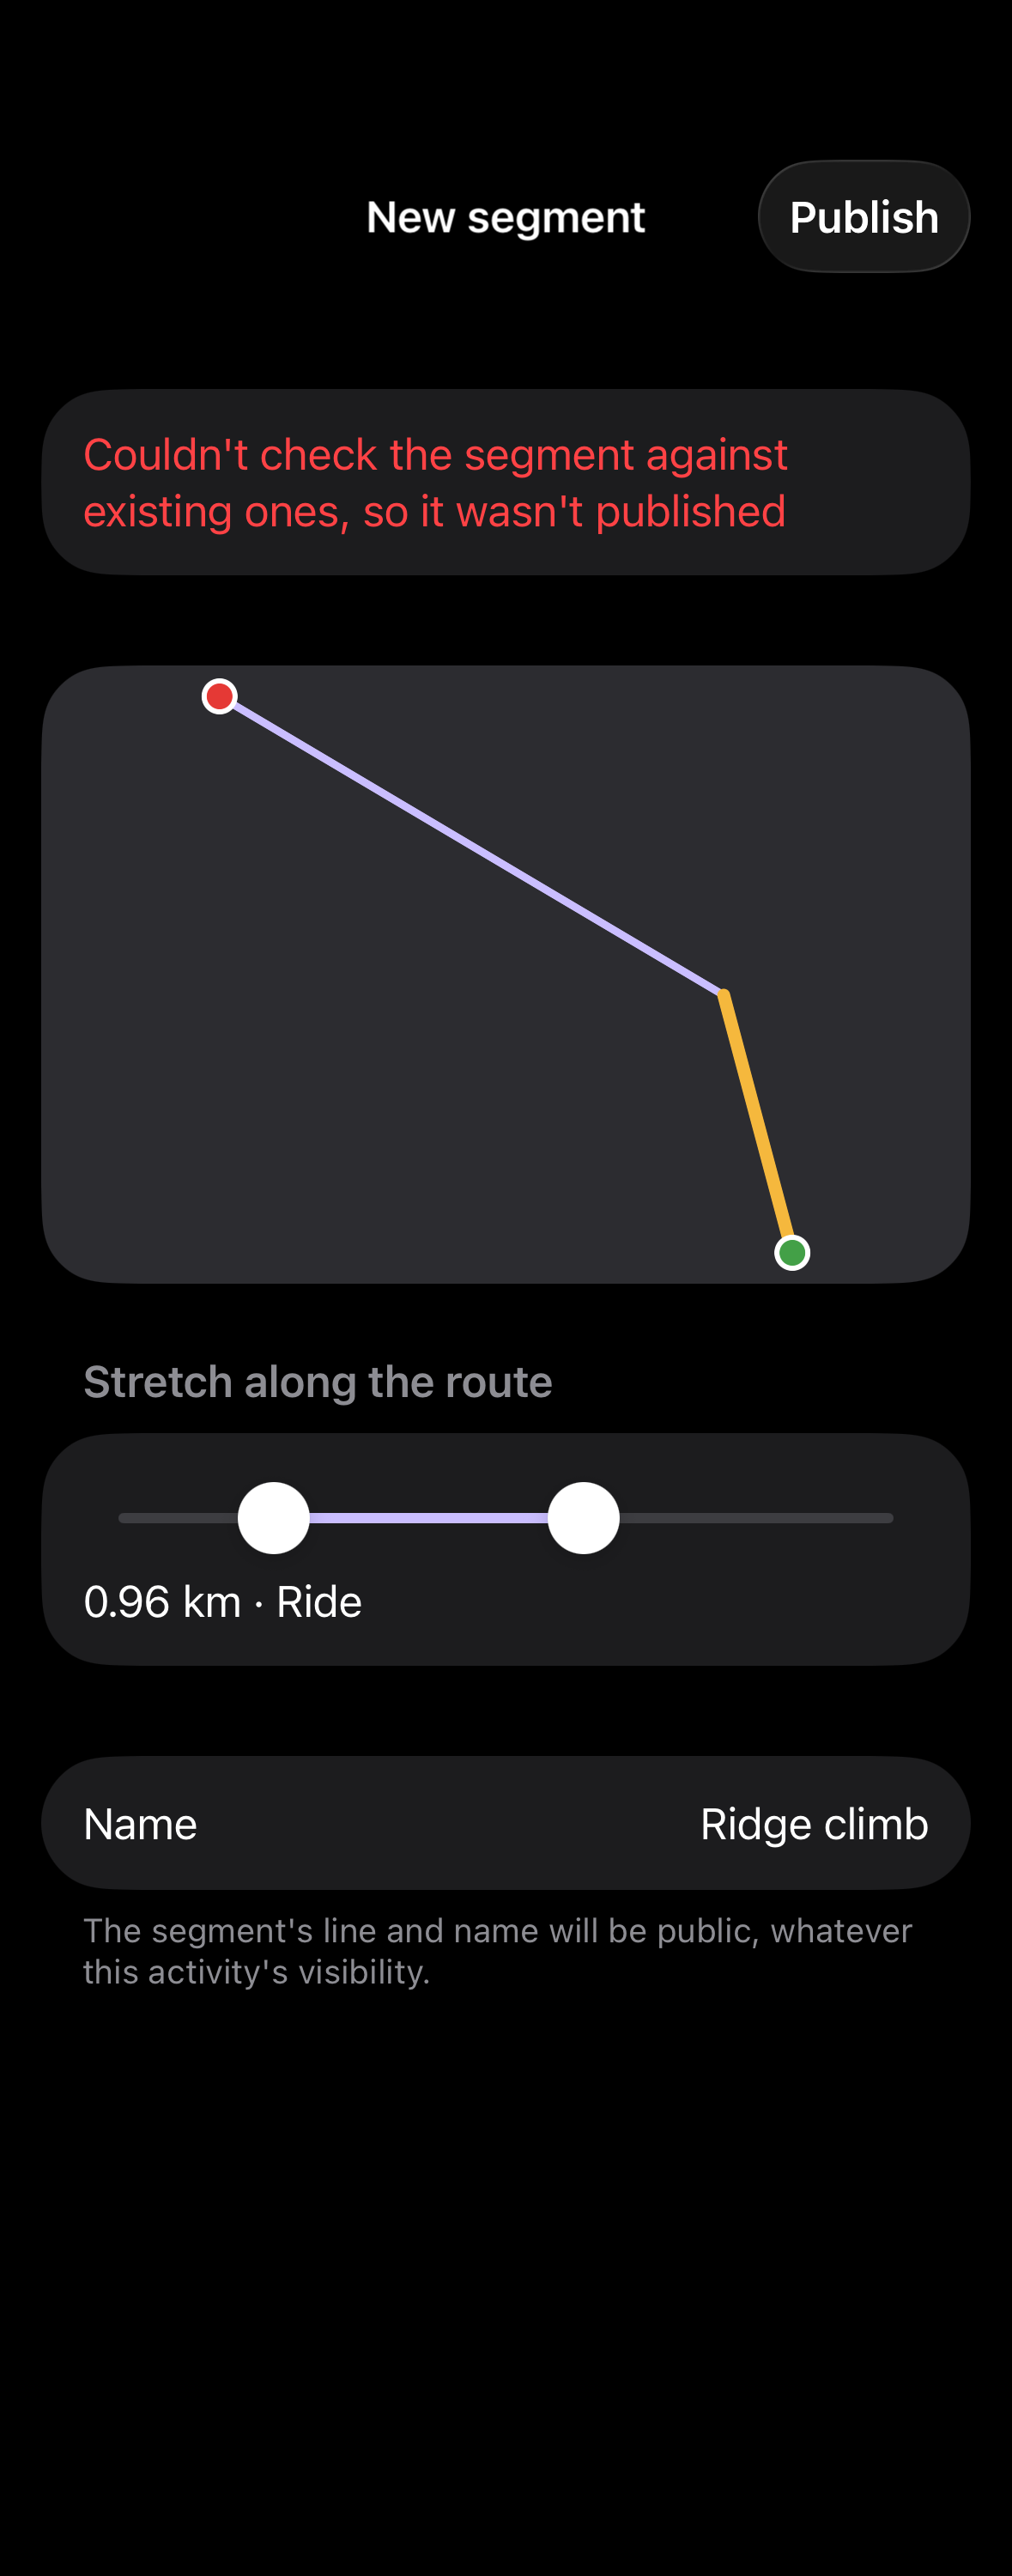 New segment
Publish
Couldn't check the segment against
existing ones, so it wasn't published
Stretch along the route
0.96 km · Ride
Name
Ridge climb
The segment's line and name will be public, whatever
this activity's visibility.